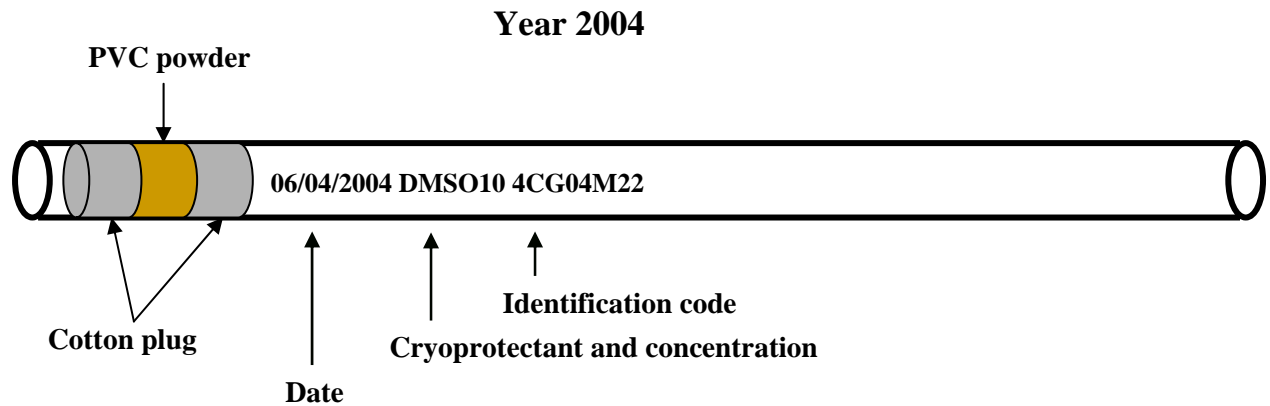 Year 2004
PVC powder
06/04/2004 DMSO10 4CG04M22
Identification code
Cotton plug
Cryoprotectant and concentration
Date